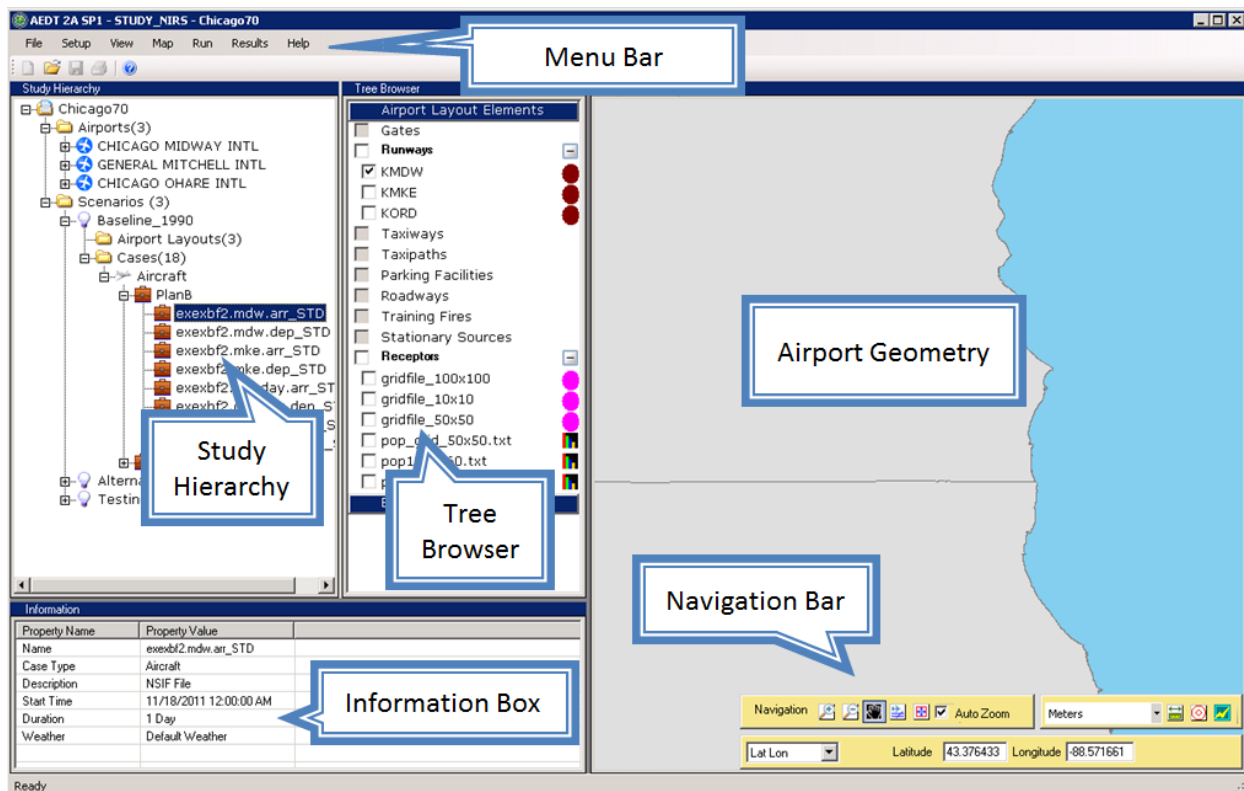 AEDT 2A SP1 - STUDY_NIRS - Chicago70
File Setup View Map Run Results Help
Menu Bar
Study Hierarchy
Chicago70
Airports(3)
CHICAGO MIDWAY INTL
GENERAL MITCHELL INTL
CHICAGO OHARE INTL
Scenarios (3)
Baseline_1990
Airport Layouts(3)
Cases(18)
Aircraft
PlanB
exexbf2.mdw.arr_STD
exexbf2.mdw.dep_STD
exexbf2.mke.arr_STD
Study
Hierarchy
Tree Browser
Airport Layout Elements
Gates
Runways
KMDW
KMKE
KORD
Taxiways
Taxipaths
Parking Facilities
Roadways
Training Fires
Stationary Sources
Receptors
gridfile_100x100
gridfile_10x10
gridfile_50x50
Tree
Browser
Airport Geometry
Navigation Bar
Information
Property Name Property Value
Name exexbf2.mdw.arr_STD
Case Type Aircraft
Description NSIF File
Start Time 11/18/2011 12:00:00 AM
Duration 1 Day
Weather Default Weather
Information Box
Navigation Auto Zoom Meters
Lat Lon Latitude 43.376433 Longitude -88.571661
Ready